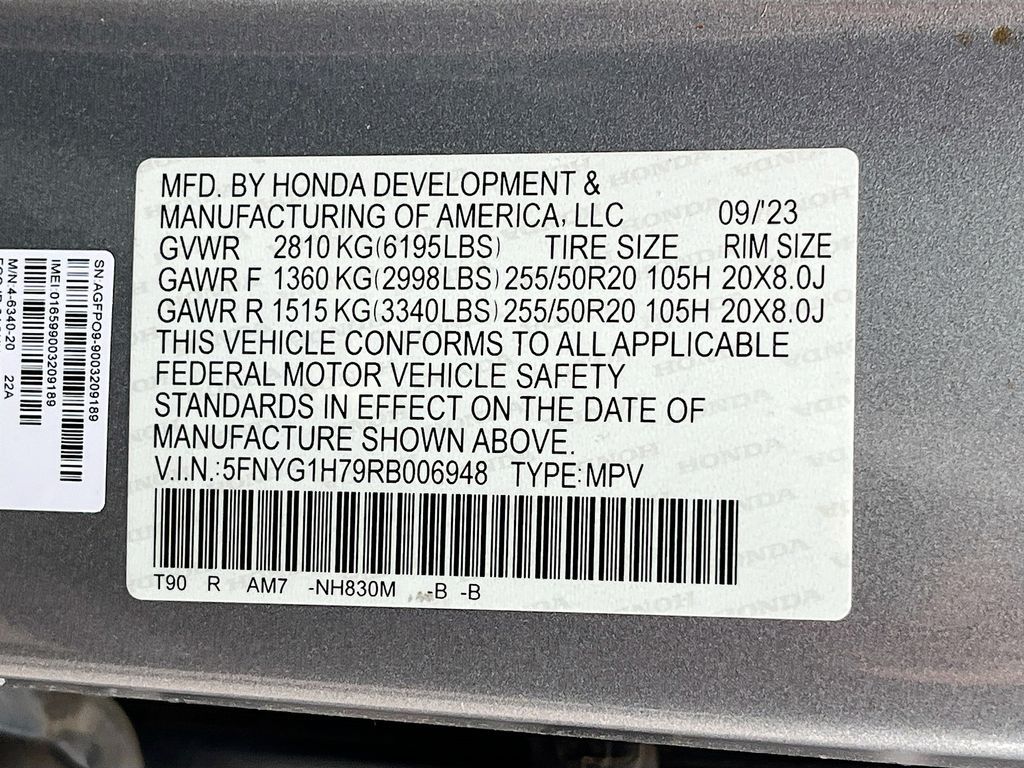 MFD. BY HONDA DEVELOPMENT &
MANUFACTURING OF AMERICA, LLC 09/'23
GVWR 2810 KG(6195LBS) TIRE SIZE RIM SIZE
GAWR F 1360 KG(2998LBS) 255/50R20 105H 20X8.0J
GAWR R 1515 KG(3340LBS) 255/50R20 105H 20X8.0J
THIS VEHICLE CONFORMS TO ALL APPLICABLE
FEDERAL MOTOR VEHICLE SAFETY
STANDARDS IN EFFECT ON THE DATE OF
MANUFACTURE SHOWN ABOVE.
V.I.N.:5FNYG1H79RB006948 TYPE:MPV
T90 R AM7 -NH830M -B -B
SN:AGFPO9-9003209189
IMEI:016599003209189
M/N:4-6340-20 22A